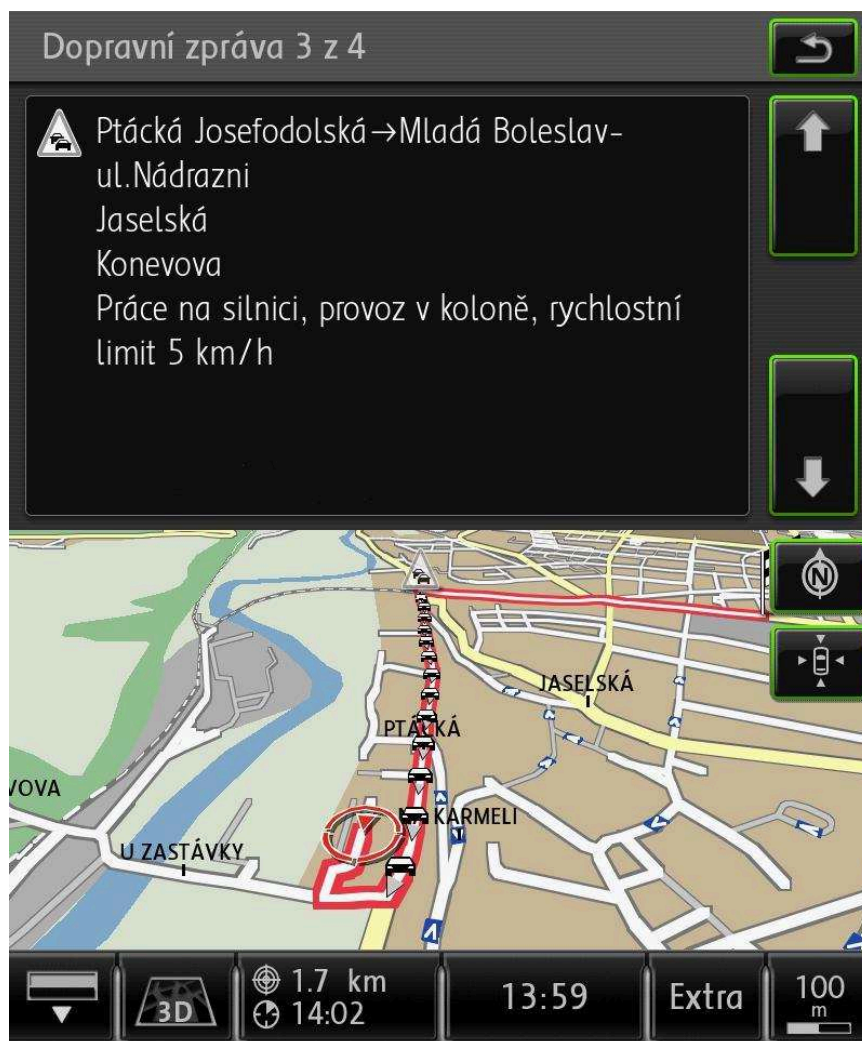 Dopravní zpráva 3 z 4
Ptácká Josefodolská→Mladá Boleslav-
ul.Nádrazni
Jaselská
Konevova
Práce na silnici, provoz v koloně, rychlostní
limit 5 km/h
N
JASELSKÁ
PTÁCKÁ
VOVA
KARMELI
U ZASTÁVKY
3D
1.7 km
14:02
13:59
Extra
100
m